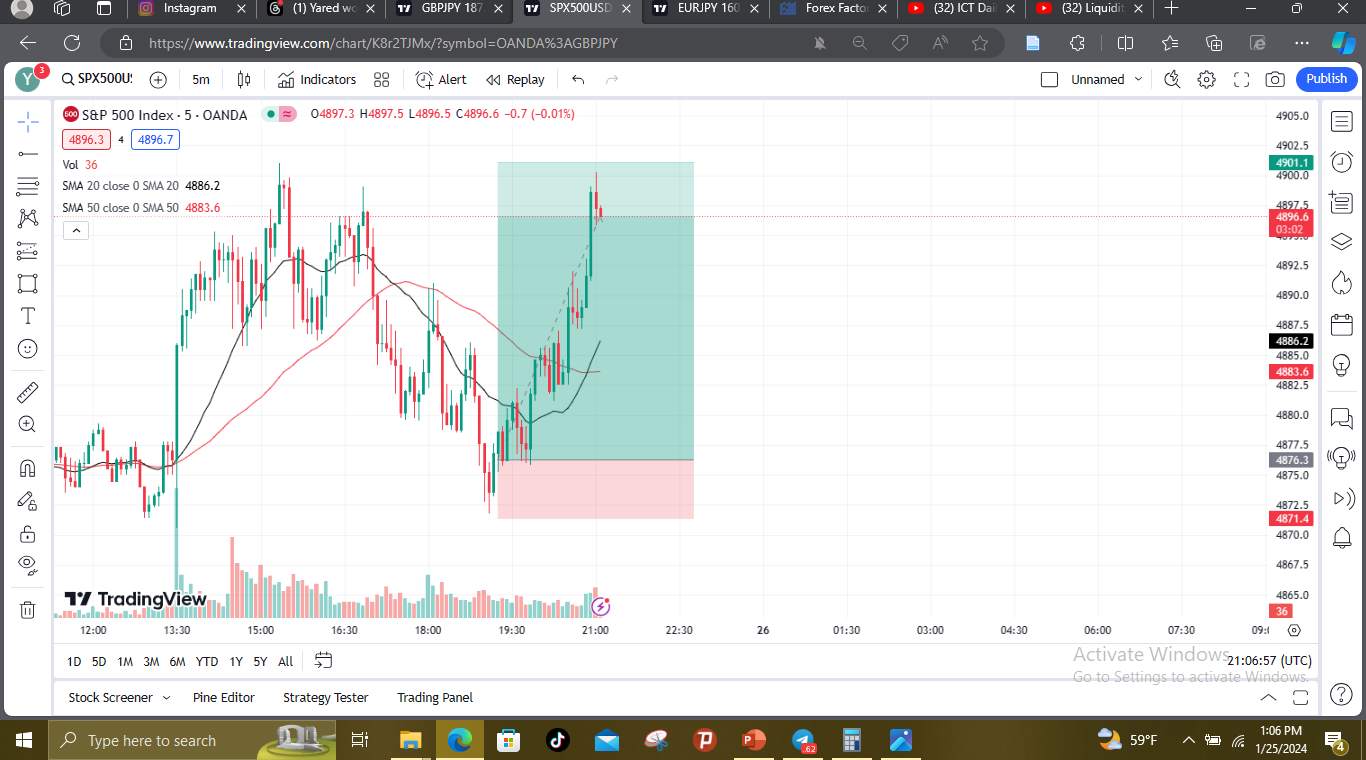 Instagram
(1) Yared wo
GBPJPY 187
SPX500USD
EURJPY 160
Forex Factor
(32) ICT Dail
(32) Liquidit
https://www.tradingview.com/chart/K8r2TJMx/?symbol=OANDA%3AGBPJPY
Y
3
SPX500U
5m
Indicators
Alert
Replay
Unnamed
Publish
500
S&P 500 Index · 5 · OANDA
O4897.3 H4897.5 L4896.5 C4896.6 −0.7 (−0.01%)
4896.3
4
4896.7
Vol 36
SMA 20 close 0 SMA 20 4886.2
SMA 50 close 0 SMA 50 4883.6
4905.0
4902.5
4901.1
4900.0
4897.5
4896.6
03:02
4895.0
4892.5
4890.0
4887.5
4886.2
4885.0
4883.6
4882.5
4880.0
4877.5
4876.3
4875.0
4872.5
4871.4
4870.0
4867.5
4865.0
36
TradingView
12:00
13:30
15:00
16:30
18:00
19:30
21:00
22:30
26
01:30
03:00
04:30
06:00
07:30
1D 5D 1M 3M 6M YTD 1Y 5Y All
21:06:57 (UTC)
Activate Windows
Go to Settings to activate Windows.
Stock Screener
Pine Editor
Strategy Tester
Trading Panel
Type here to search
62
59°F
1:06 PM
1/25/2024
4